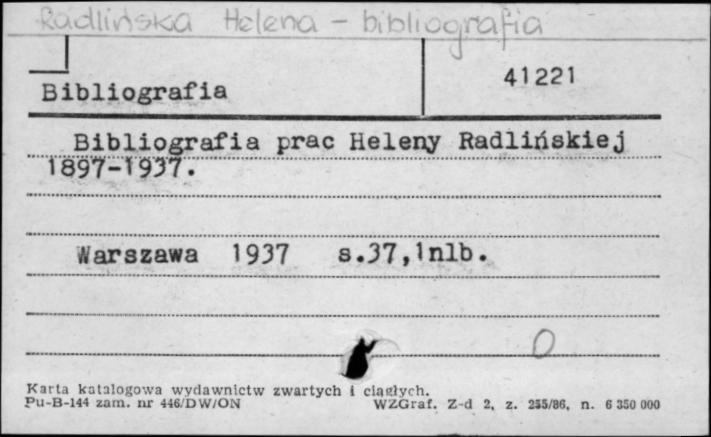 Radlińska Helena - bibliografia
41221
Bibliografia
Bibliografia prac Heleny Radlińskiej
1897-1937.
Warszawa 1937 s.37,1nlb.
0
Karta katalogowa wydawnictw zwartych i ciągłych.
Pu-B-144 zam. nr 446/DW/ON WZGraf. Z-d 2, z. 255/86, n. 6 350 000